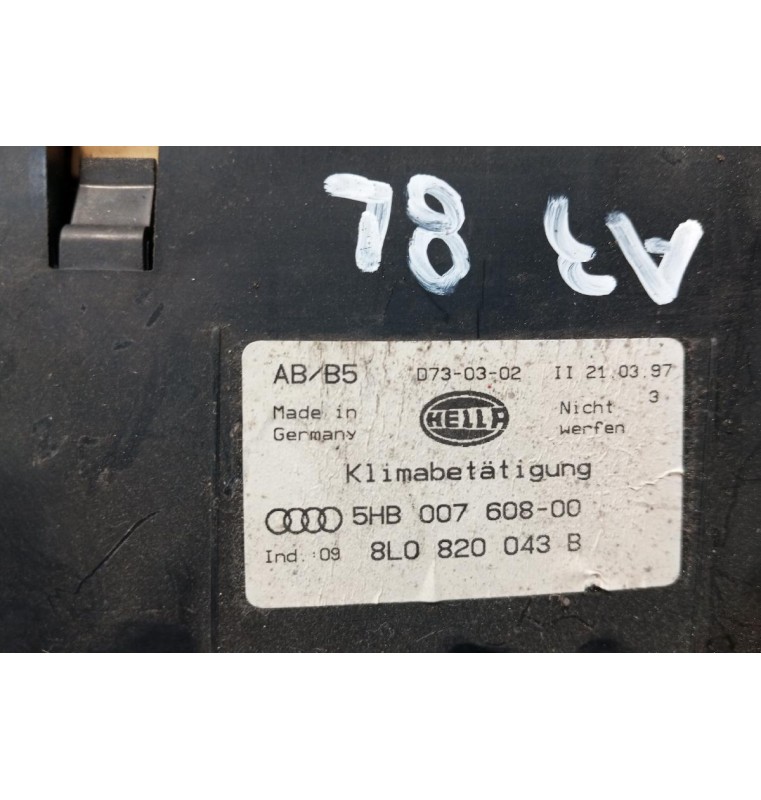 A3 8L
AB/B5 D73-03-02 II 21.03.97
3
Made in Germany HELLA Nicht werfen
Klimabetätigung
5HB 007 608-00
Ind.:09 8L0 820 043 B